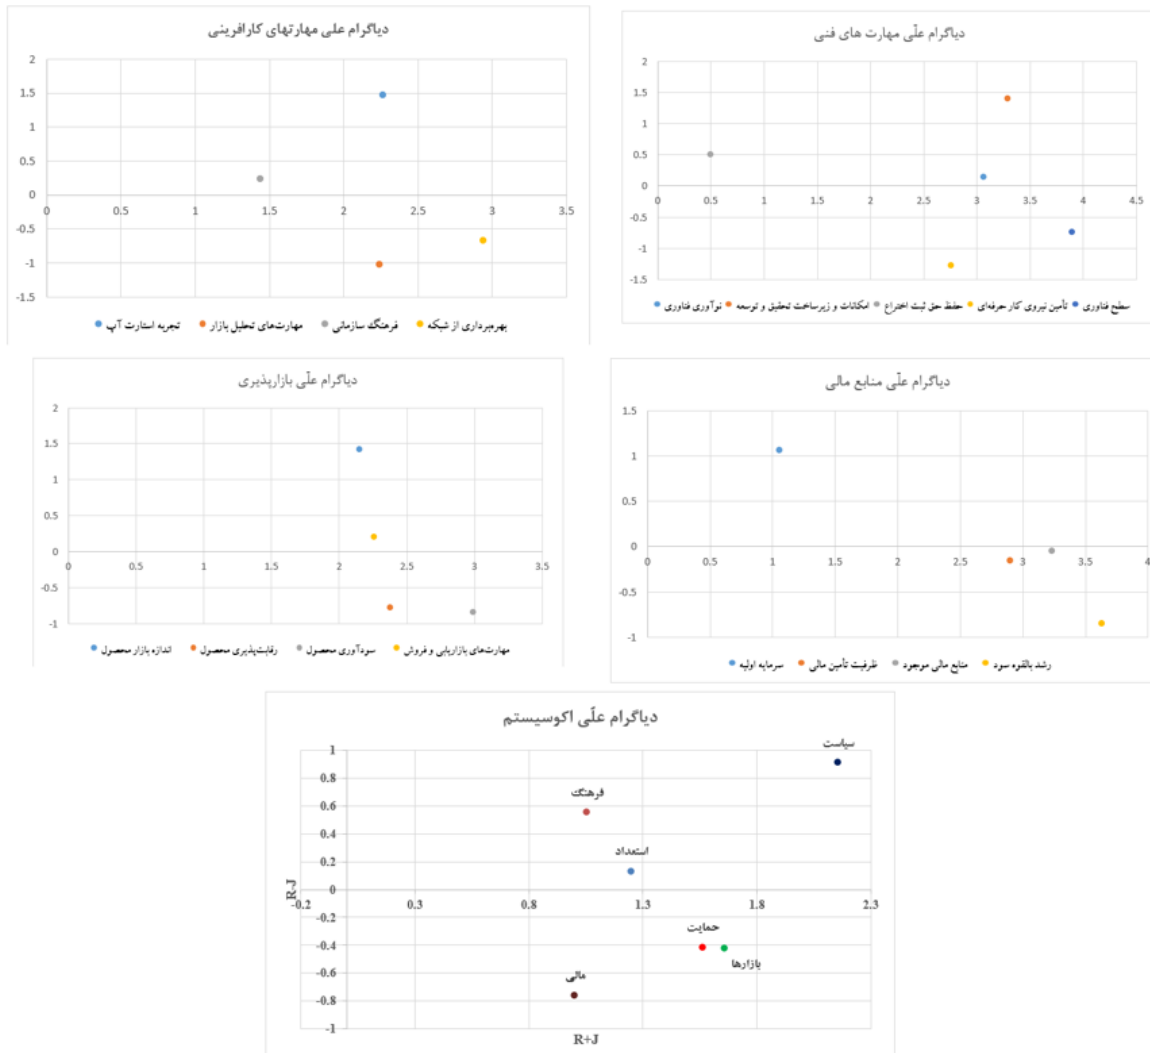 دیاگرام علی مهارتهای کارافرینی
2
1.5
1
0.5
0
0 0.5 1 1.5 2 2.5 3 3.5
-0.5
-1
-1.5
تجربه استارت آپ مهارت‌های تحلیل بازار فرهنگ سازمانی بهره‌برداری از شبکه
دیاگرام علّی مهارت های فنی
2
1.5
1
0.5
0
0 0.5 1 1.5 2 2.5 3 3.5 4 4.5
-0.5
-1
-1.5
نوآوری فناوری امکانات و زیرساخت تحقیق و توسعه حفظ حق ثبت اختراع تأمین نیروی کار حرفه‌ای سطح فناوری
دیاگرام علّی بازارپذیری
2
1.5
1
0.5
0
0 0.5 1 1.5 2 2.5 3 3.5
-0.5
-1
اندازه بازار محصول رقابت‌پذیری محصول سودآوری محصول مهارت‌های بازاریابی و فروش
دیاگرام علّی منابع مالی
1.5
1
0.5
0
0 0.5 1 1.5 2 2.5 3 3.5 4
-0.5
-1
سرمایه اولیه ظرفیت تأمین مالی منابع مالی موجود رشد بالقوه سود
دیاگرام علّی اکوسیستم
سیاست
1
0.8
فرهنگ
0.6
0.4
استعداد
0.2
0
R-J
-0.2 0.3 0.8 1.3 1.8 2.3
-0.2
حمایت
-0.4
بازارها
-0.6
مالی
-0.8
-1
R+J